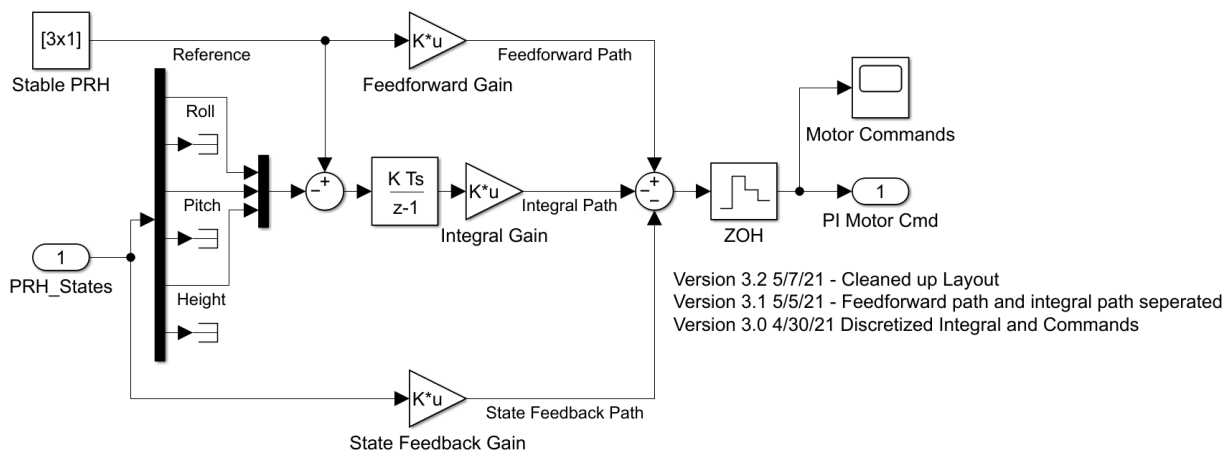 [3x1]
Stable PRH
Reference
K*u
Feedforward Gain
Feedforward Path
Roll
Pitch
Height
1
PRH_States
+
−
K Ts
z-1
K*u
Integral Gain
Integral Path
K*u
State Feedback Gain
State Feedback Path
+
−
−
ZOH
Motor Commands
1
PI Motor Cmd
Version 3.2 5/7/21 - Cleaned up Layout
Version 3.1 5/5/21 - Feedforward path and integral path seperated
Version 3.0 4/30/21 Discretized Integral and Commands